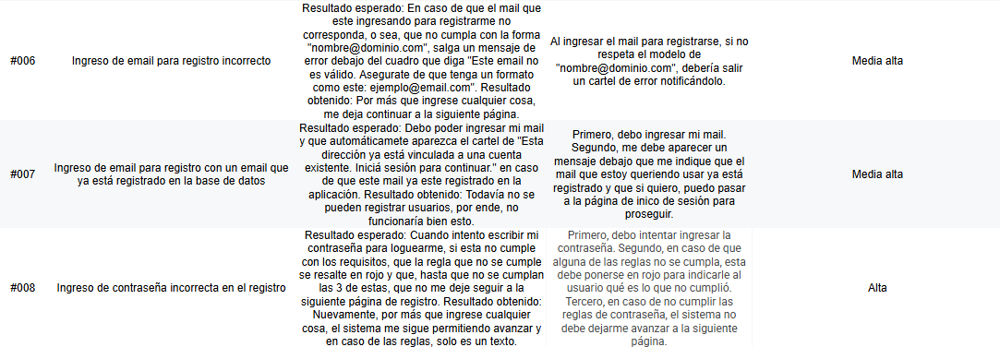 #006
Ingreso de email para registro incorrecto
Resultado esperado: En caso de que el mail que
este ingresando para registrarme no
corresponda, o sea, que no cumpla con la forma
"nombre@dominio.com", salga un mensaje de
error debajo del cuadro que diga "Este email no
es válido. Asegurate de que tenga un formato
como este: ejemplo@email.com". Resultado
obtenido: Por más que ingrese cualquier cosa,
me deja continuar a la siguiente página.
Al ingresar el mail para registrarse, si no
respeta el modelo de
"nombre@dominio.com", debería salir
un cartel de error notificándolo.
Media alta
#007
Ingreso de email para registro con un email que
ya está registrado en la base de datos
Resultado esperado: Debo poder ingresar mi mail
y que automáticamete aparezca el cartel de "Esta
dirección ya está vinculada a una cuenta
existente. Iniciá sesión para continuar." en caso
de que este mail ya este registrado en la
aplicación. Resultado obtenido: Todavía no se
pueden registrar usuarios, por ende, no
funcionaría bien esto.
Primero, debo ingresar mi mail.
Segundo, me debe aparecer un
mensaje debajo que me indique que el
mail que estoy queriendo usar ya está
registrado y que si quiero, puedo pasar
a la página de inico de sesión para
proseguir.
Media alta
#008
Ingreso de contraseña incorrecta en el registro
Resultado esperado: Cuando intento escribir mi
contraseña para loguearme, si esta no cumple
con los requisitos, que la regla que no se cumple
se resalte en rojo y que, hasta que no se cumplan
las 3 de estas, que no me deje seguir a la
siguiente página de registro. Resultado obtenido:
Nuevamente, por más que ingrese cualquier
cosa, el sistema me sigue permitiendo avanzar y
en caso de las reglas, solo es un texto.
Primero, debo intentar ingresar la
contraseña. Segundo, en caso de que
alguna de las reglas no se cumpla, esta
debe ponerse en rojo para indicarle al
usuario qué es lo que no cumplió.
Tercero, en caso de no cumplir las
reglas de contraseña, el sistema no
debe dejarme avanzar a la siguiente
página.
Alta